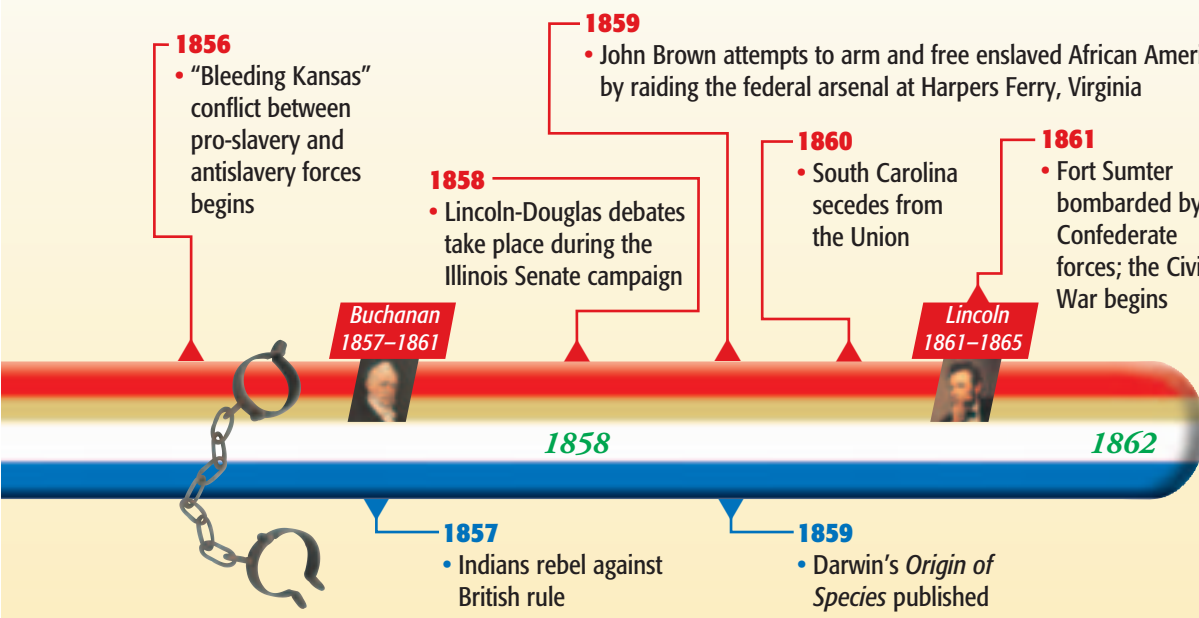 1856
• “Bleeding Kansas”
conflict between
pro-slavery and
antislavery forces
begins
1858
• Lincoln-Douglas debates
take place during the
Illinois Senate campaign
1859
• John Brown attempts to arm and free enslaved African Ameri
by raiding the federal arsenal at Harpers Ferry, Virginia
1860
• South Carolina
secedes from
the Union
1861
• Fort Sumter
bombarded by
Confederate
forces; the Civi
War begins
Buchanan
1857–1861
Lincoln
1861–1865
1858
1862
1857
• Indians rebel against
British rule
1859
• Darwin’s Origin of
Species published